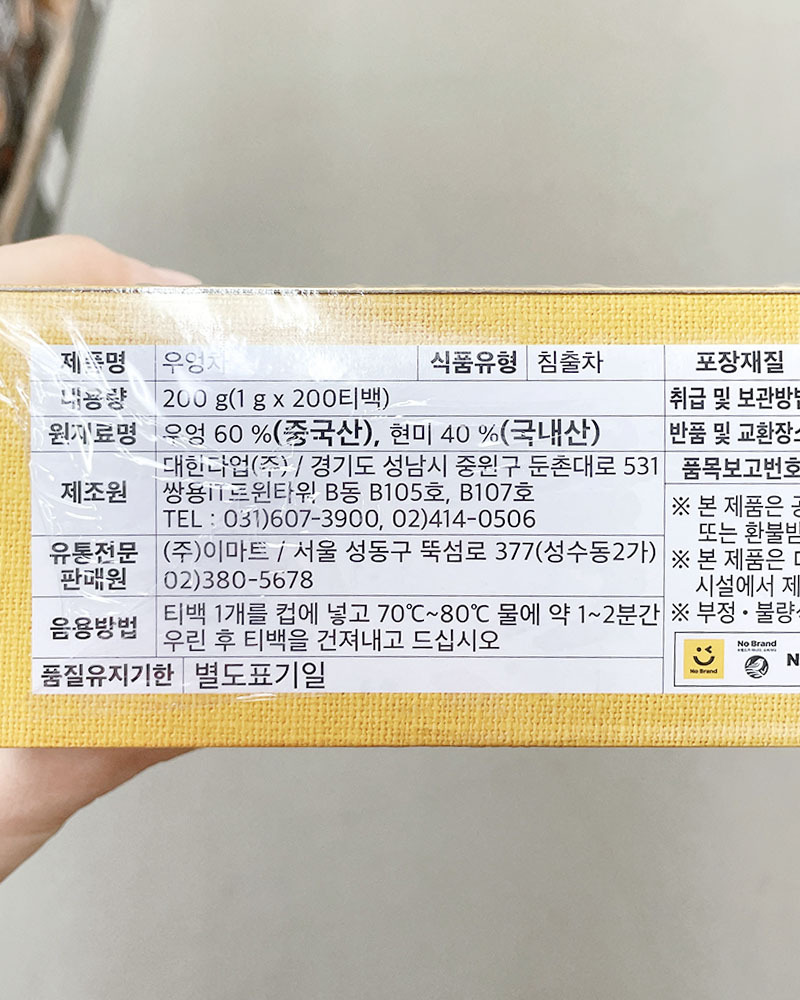 제품명 우엉차 식품유형 침출차
내용량 200 g(1 g x 200티백)
원재료명 우엉 60 %(중국산), 현미 40 %(국내산)
제조원 대한다업(주) / 경기도 성남시 중원구 둔촌대로 531
쌍용IT트윈타워 B동 B105호, B107호
TEL : 031)607-3900, 02)414-0506
유통전문
판매원
(주)이마트 / 서울 성동구 뚝섬로 377(성수동2가)
02)380-5678
음용방법
티백 1개를 컵에 넣고 70℃~80℃ 물에 약 1~2분간
우린 후 티백을 건져내고 드십시오
품질유지기한 별도표기일
포장재질
취급 및 보관방법
반품 및 교환장소
품목보고번호
※ 본 제품은
또는 환불
※ 본 제품은
시설에서
※ 부정·불량
No Brand
No Brand